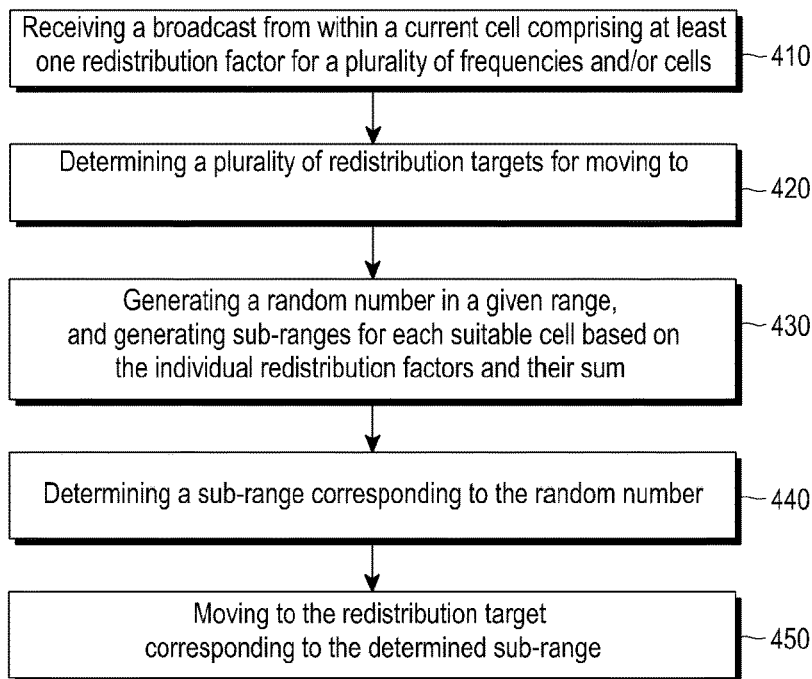 Receiving a broadcast from within a current cell comprising at least
one redistribution factor for a plurality of frequencies and/or cells
410
Determining a plurality of redistribution targets for moving to
420
Generating a random number in a given range,
and generating sub-ranges for each suitable cell based on
the individual redistribution factors and their sum
430
Determining a sub-range corresponding to the random number
440
Moving to the redistribution target
corresponding to the determined sub-range
450